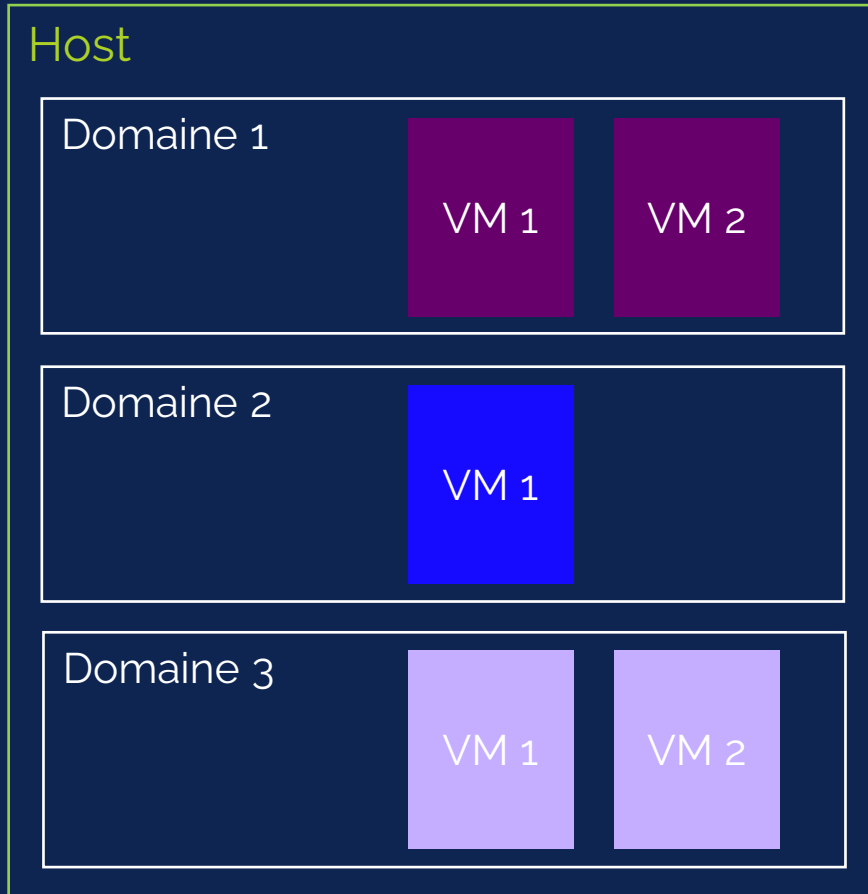 Host
Domaine 1
VM 1
VM 2
Domaine 2
VM 1
Domaine 3
VM 1
VM 2